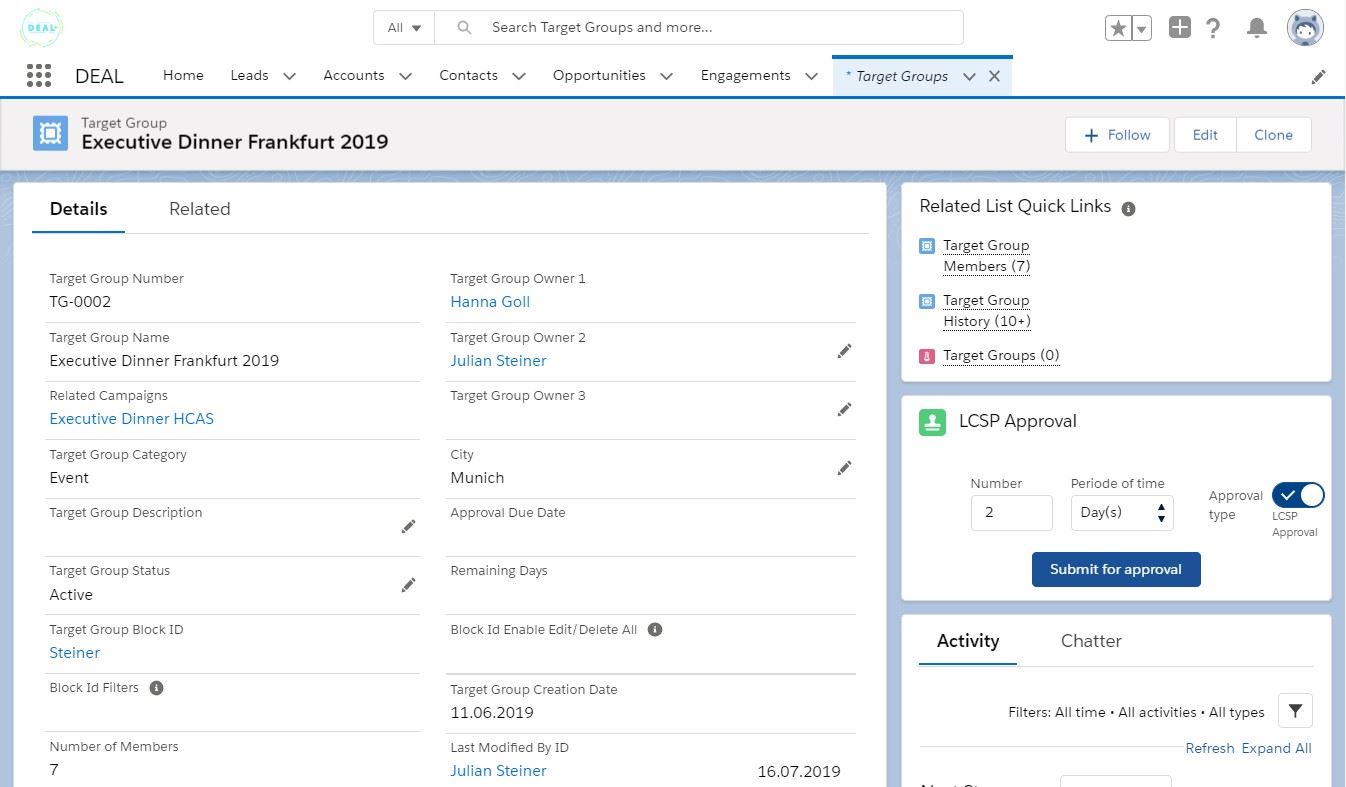 DEAL
All
Search Target Groups and more...
DEAL
Home
Leads
Accounts
Contacts
Opportunities
Engagements
* Target Groups
Target Group
Executive Dinner Frankfurt 2019
Follow
Edit
Clone
Details
Related
Target Group Number
TG-0002
Target Group Name
Executive Dinner Frankfurt 2019
Related Campaigns
Executive Dinner HCAS
Target Group Category
Event
Target Group Description
Target Group Status
Active
Target Group Block ID
Steiner
Block Id Filters
Number of Members
7
Target Group Owner 1
Hanna Goll
Target Group Owner 2
Julian Steiner
Target Group Owner 3
City
Munich
Approval Due Date
Remaining Days
Block Id Enable Edit/Delete All
Target Group Creation Date
11.06.2019
Last Modified By ID
Julian Steiner
16.07.2019
Related List Quick Links
Target Group
Members (7)
Target Group
History (10+)
Target Groups (0)
LCSP Approval
Number
2
Periode of time
Day(s)
Approval
type
LCSP
Approval
Submit for approval
Activity
Chatter
Filters: All time • All activities • All types
Refresh Expand All